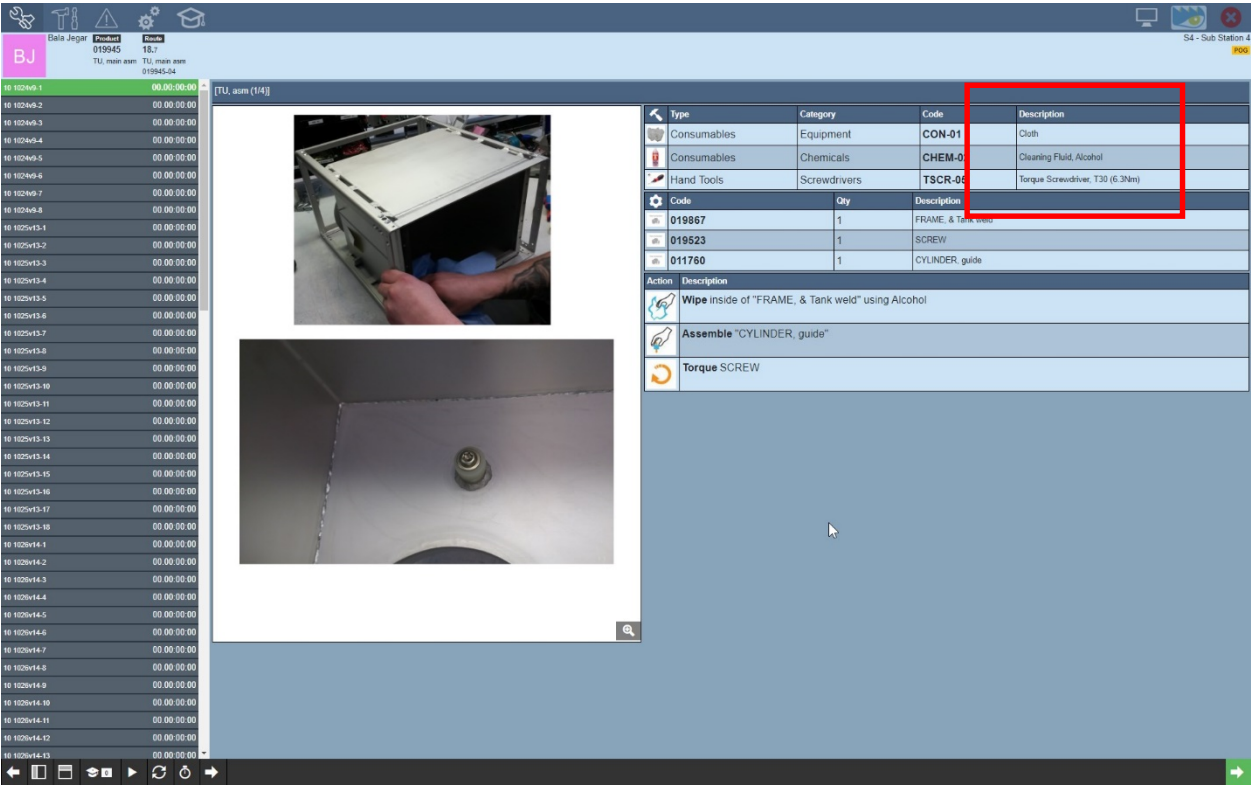 Bala Jegar Product Route
019945 18.7
TU, main asm TU, main asm
019945-04
BJ
S4 - Sub Station 4
POG
10 1024v9-1 00.00:00:00
10 1024v9-2 00.00:00:00
10 1024v9-3 00.00:00:00
10 1024v9-4 00.00:00:00
10 1024v9-5 00.00:00:00
10 1024v9-6 00.00:00:00
10 1024v9-7 00.00:00:00
10 1024v9-8 00.00:00:00
10 1025v13-1 00.00:00:00
10 1025v13-2 00.00:00:00
10 1025v13-3 00.00:00:00
10 1025v13-4 00.00:00:00
10 1025v13-5 00.00:00:00
10 1025v13-6 00.00:00:00
10 1025v13-7 00.00:00:00
10 1025v13-8 00.00:00:00
10 1025v13-9 00.00:00:00
10 1025v13-10 00.00:00:00
10 1025v13-11 00.00:00:00
10 1025v13-12 00.00:00:00
10 1025v13-13 00.00:00:00
10 1025v13-14 00.00:00:00
10 1025v13-15 00.00:00:00
10 1025v13-16 00.00:00:00
10 1025v13-17 00.00:00:00
10 1025v13-18 00.00:00:00
10 1026v14-1 00.00:00:00
10 1026v14-2 00.00:00:00
10 1026v14-3 00.00:00:00
10 1026v14-4 00.00:00:00
10 1026v14-5 00.00:00:00
10 1026v14-6 00.00:00:00
10 1026v14-7 00.00:00:00
10 1026v14-8 00.00:00:00
10 1026v14-9 00.00:00:00
10 1026v14-10 00.00:00:00
10 1026v14-11 00.00:00:00
10 1026v14-12 00.00:00:00
10 1026v14-13 00.00:00:00
[TU, asm (1/4)]
Type Category Code Description
Consumables Equipment CON-01 Cloth
Consumables Chemicals Cleaning Fluid, Alcohol
Hand Tools Screwdrivers Torque Screwdriver, T30 (6.3Nm)
Code Qty Description
019867 1 FRAME, & Tank weld
019523 1 SCREW
011760 1 CYLINDER, guide
Action Description
Wipe inside of "FRAME, & Tank weld" using Alcohol
Assemble "CYLINDER, guide"
Torque SCREW